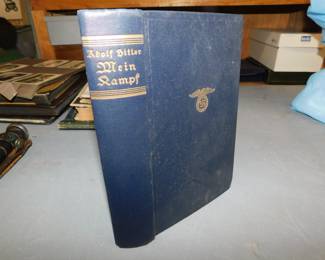 Adolf Hitler
Mein
Kampf